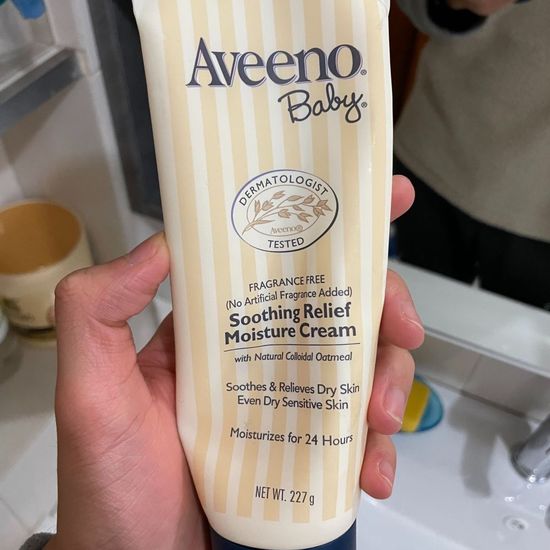 Aveeno®
Baby®
DERMATOLOGIST
Aveeno®
TESTED
FRAGRANCE FREE
(No Artificial Fragrance Added)
Soothing Relief
Moisture Cream
with Natural Colloidal Oatmeal
Soothes & Relieves Dry Skin
Even Dry Sensitive Skin
Moisturizes for 24 Hours
NET WT. 227 g